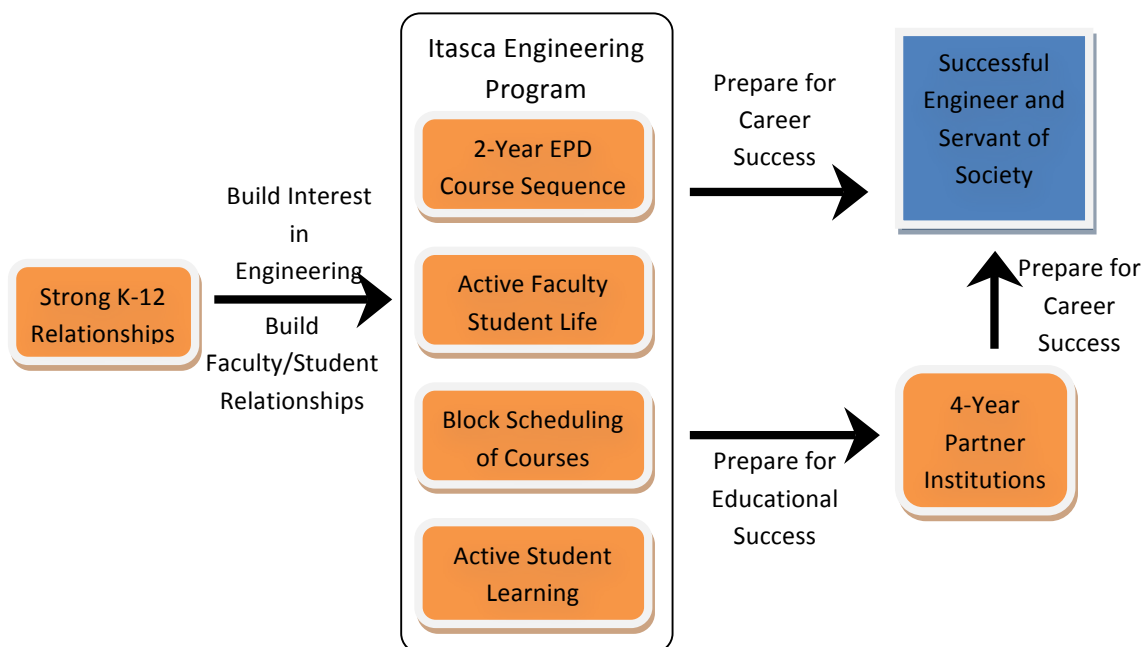 Strong K-12
Relationships
Build Interest
in
Engineering
Build
Faculty/Student
Relationships
Itasca Engineering
Program
2-Year EPD
Course Sequence
Active Faculty
Student Life
Block Scheduling
of Courses
Active Student
Learning
Prepare for
Career
Success
Successful
Engineer and
Servant of
Society
Prepare for
Educational
Success
4-Year
Partner
Institutions
Prepare for
Career
Success